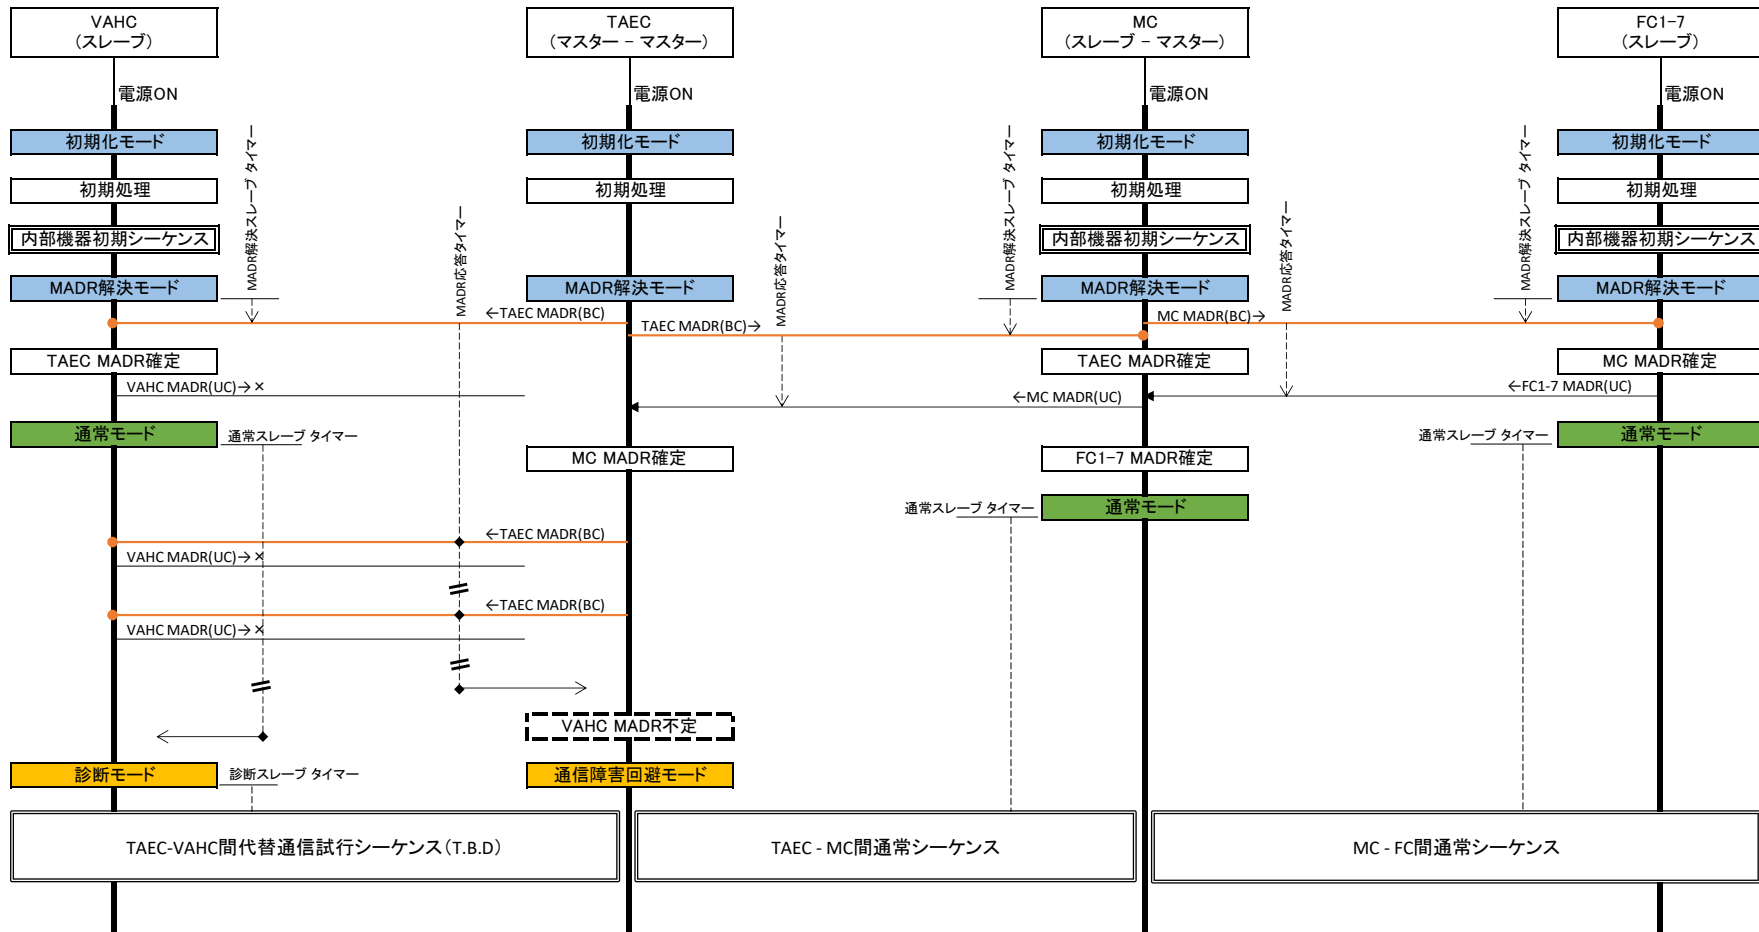 VAHC
(スレーブ)
TAEC
(マスター − マスター)
MC
(スレーブ − マスター)
FC1-7
(スレーブ)
電源ON
電源ON
電源ON
電源ON
初期化モード
初期化モード
初期化モード
初期化モード
初期処理
初期処理
初期処理
初期処理
内部機器初期シーケンス
内部機器初期シーケンス
内部機器初期シーケンス
MADR解決スレーブ タイマー
MADR応答タイマー
MADR応答タイマー
MADR解決スレーブ タイマー
MADR応答タイマー
MADR解決スレーブ タイマー
MADR解決モード
MADR解決モード
MADR解決モード
MADR解決モード
←TAEC MADR(BC)
TAEC MADR(BC)→
MC MADR(BC)→
TAEC MADR確定
TAEC MADR確定
MC MADR確定
VAHC MADR(UC)→×
←MC MADR(UC)
←FC1-7 MADR(UC)
通常モード
通常スレーブ タイマー
通常スレーブ タイマー
通常モード
MC MADR確定
FC1-7 MADR確定
通常スレーブ タイマー
通常モード
←TAEC MADR(BC)
VAHC MADR(UC)→×
←TAEC MADR(BC)
VAHC MADR(UC)→×
VAHC MADR不定
診断モード
診断スレーブ タイマー
通信障害回避モード
TAEC-VAHC間代替通信試行シーケンス(T.B.D)
TAEC - MC間通常シーケンス
MC - FC間通常シーケンス